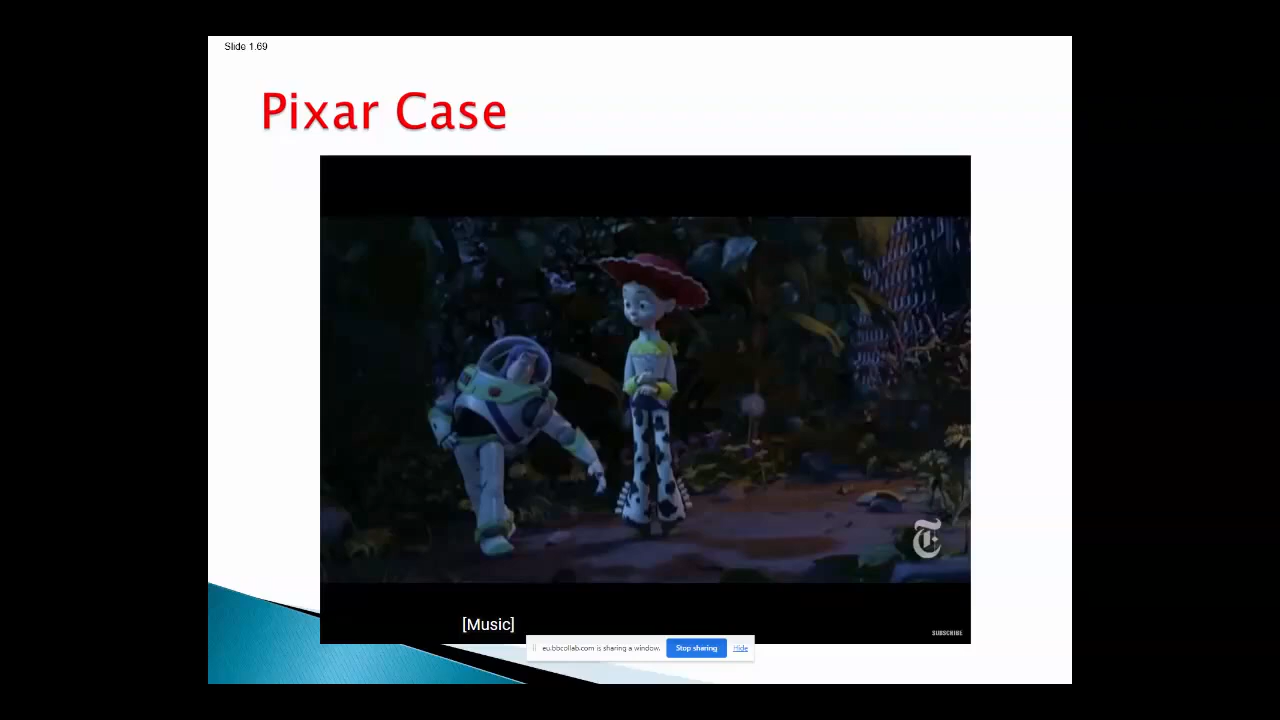 Slide 1.69
Pixar Case
T
[Music]
SUBSCRIBE
eu.bbcollab.com is sharing a window.
Stop sharing
Hide